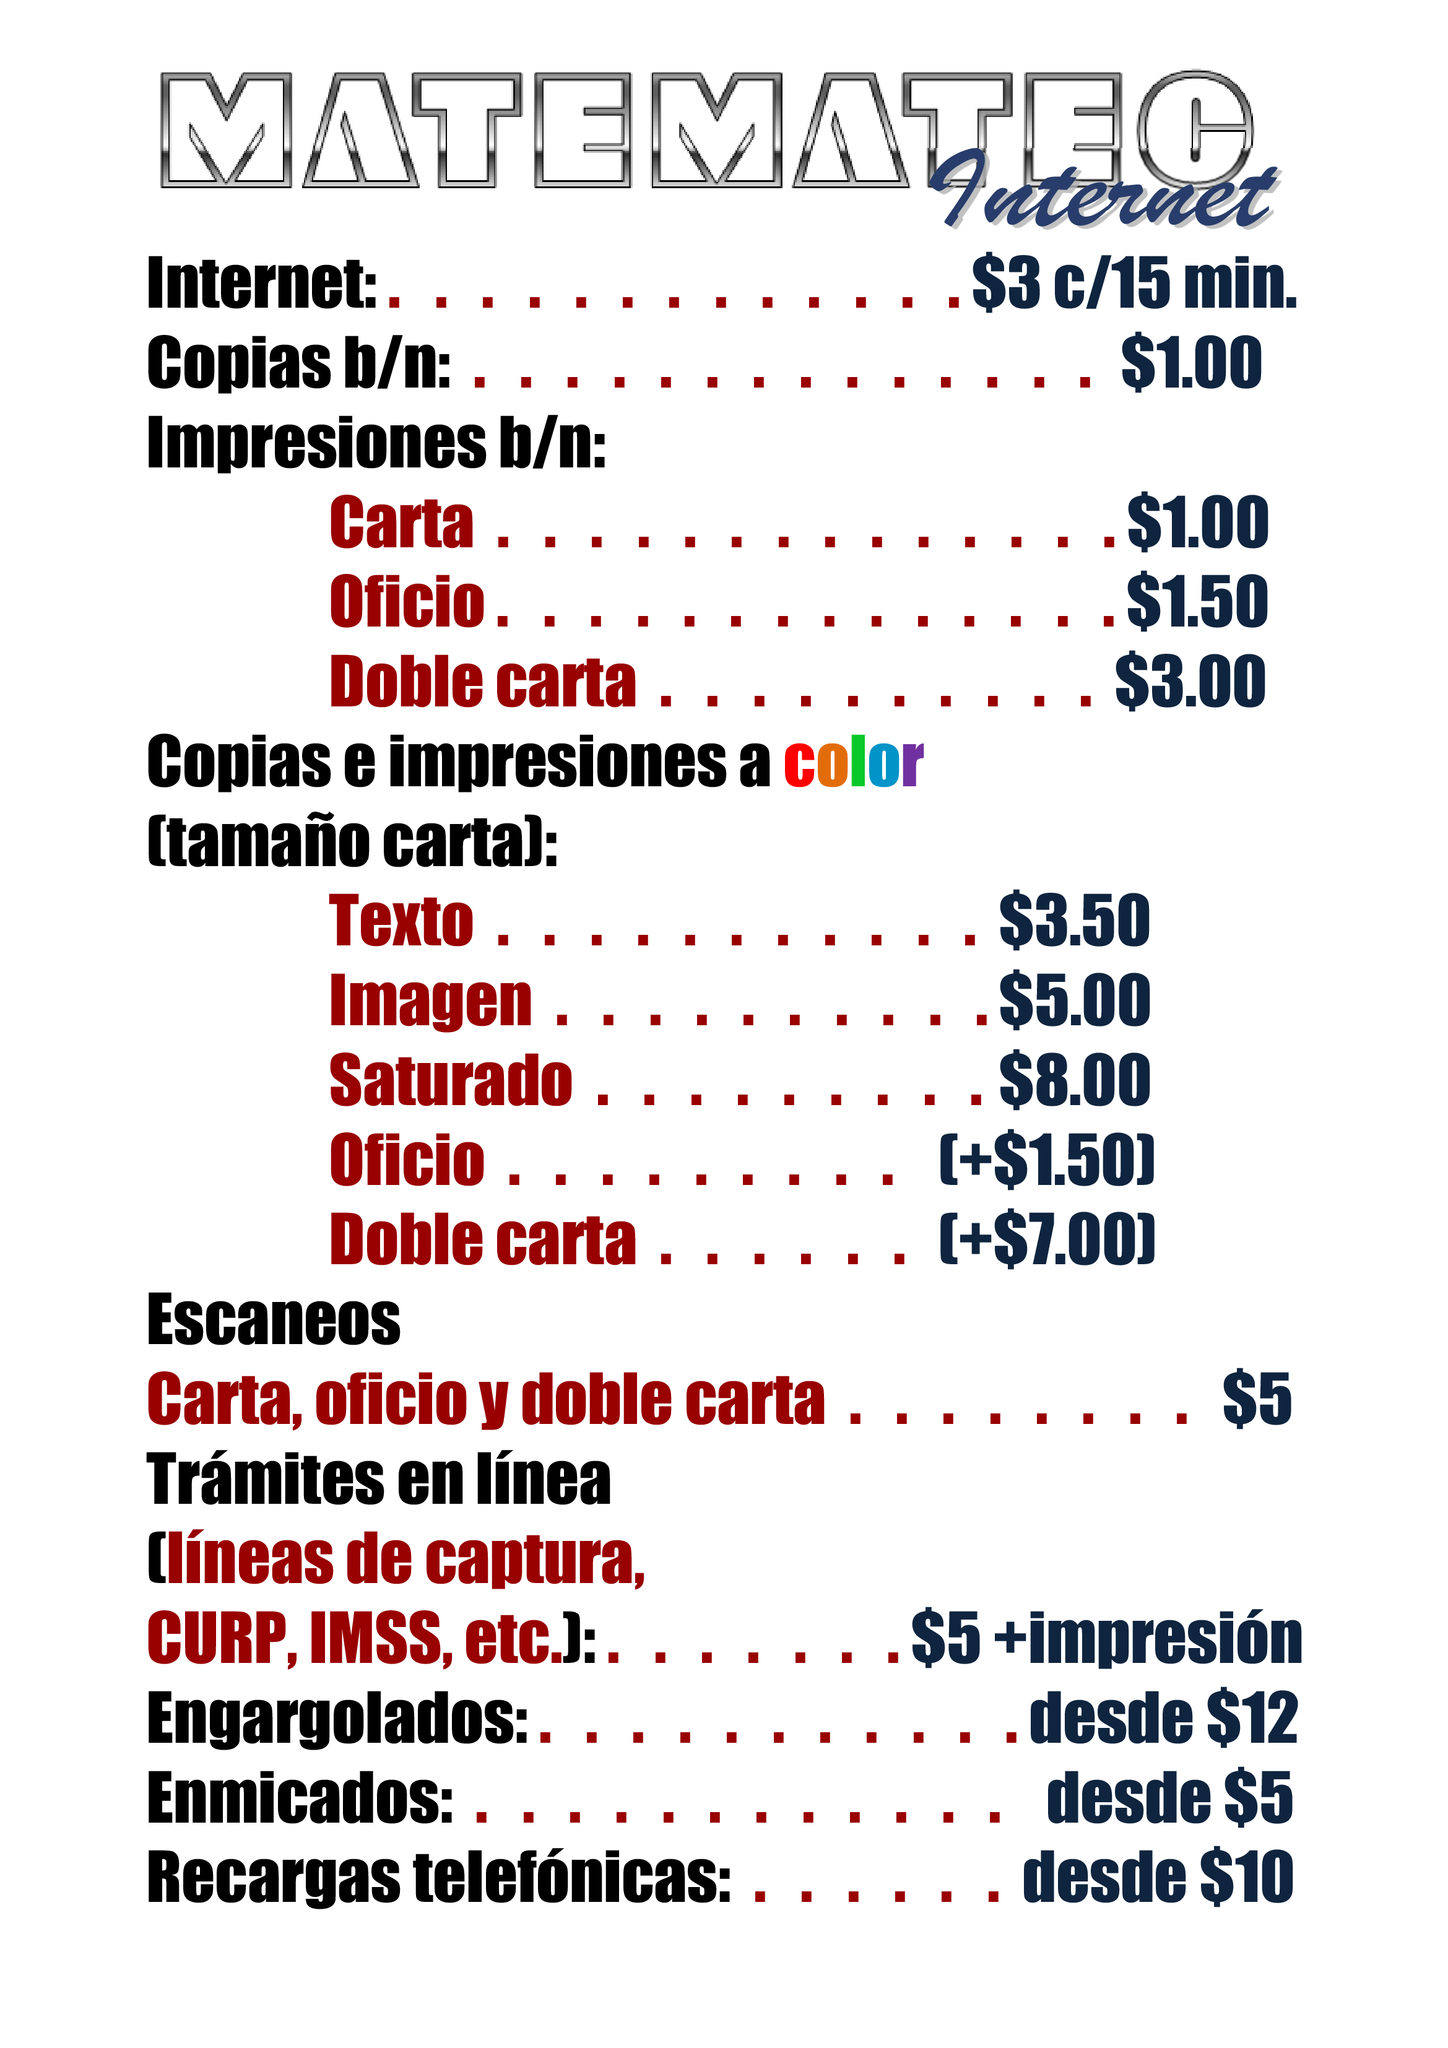 MATEMATEC
Internet
Internet: . . . . . . . . . . . . . $3 c/15 min.
Copias b/n: . . . . . . . . . . . . . . $1.00
Impresiones b/n:
Carta . . . . . . . . . . . . . . $1.00
Oficio . . . . . . . . . . . . . . $1.50
Doble carta . . . . . . . . . . $3.00
Copias e impresiones a color
(tamaño carta):
Texto . . . . . . . . . . . $3.50
Imagen . . . . . . . . . . $5.00
Saturado . . . . . . . . . $8.00
Oficio . . . . . . . . . (+$1.50)
Doble carta . . . . . . (+$7.00)
Escaneos
Carta, oficio y doble carta . . . . . . . . $5
Trámites en línea
(líneas de captura,
CURP, IMSS, etc.): . . . . . . . $5 +impresión
Engargolados: . . . . . . . . . . . desde $12
Enmicados: . . . . . . . . . . . . desde $5
Recargas telefónicas: . . . . . . desde $10